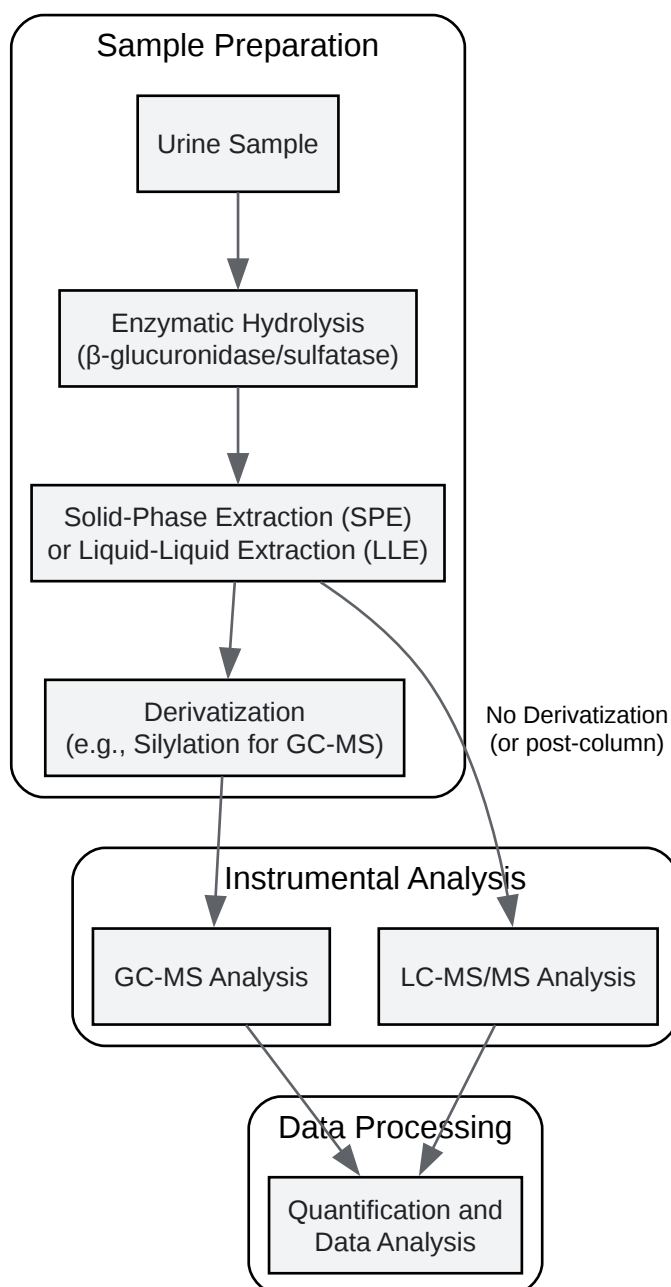 Sample Preparation
Urine Sample
Enzymatic Hydrolysis
(β-glucuronidase/sulfatase)
Solid-Phase Extraction (SPE)
or Liquid-Liquid Extraction (LLE)
Derivatization
(e.g., Silylation for GC-MS)
No Derivatization
(or post-column)
Instrumental Analysis
GC-MS Analysis
LC-MS/MS Analysis
Data Processing
Quantification and
Data Analysis